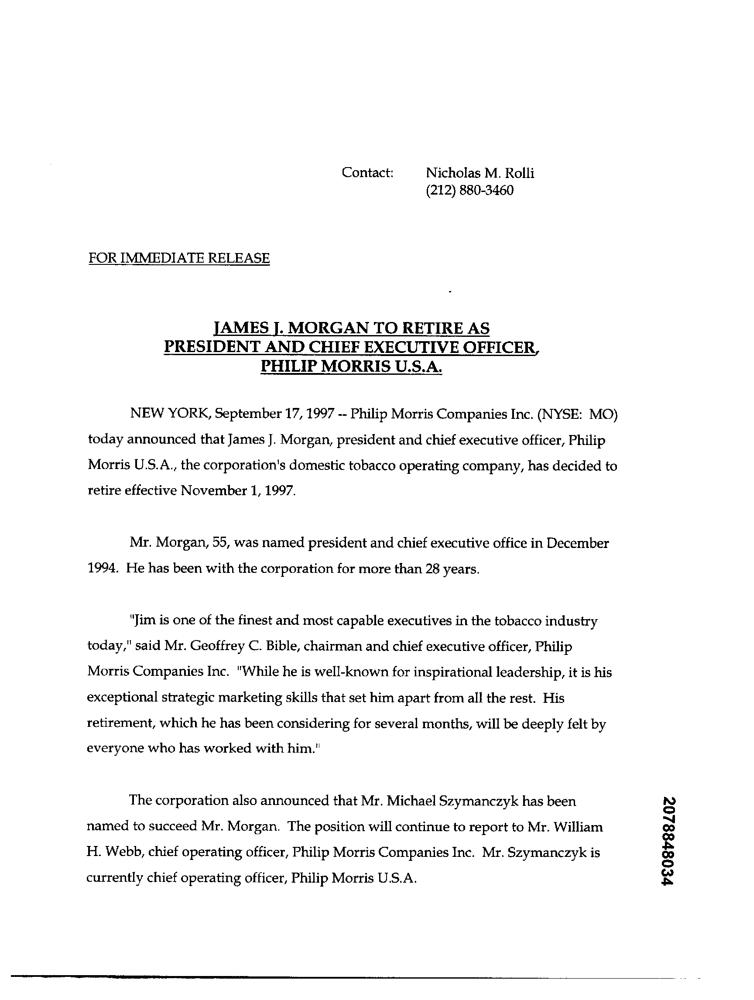 Contact: Nicholas M. Rolli
(212) 880-3460
FOR IMMEDIATE RELEASE
JAMES J. MORGAN TO RETIRE AS
PRESIDENT AND CHIEF EXECUTIVE OFFICER,
PHILIP MORRIS U.S.A.
NEW YORK, September 17, 1997 -- Philip Morris Companies Inc. (NYSE: MO)
today announced that James J. Morgan, president and chief executive officer, Philip
Morris U.S.A., the corporation's domestic tobacco operating company, has decided to
retire effective November 1, 1997.
Mr. Morgan, 55, was named president and chief executive office in December
1994. He has been with the corporation for more than 28 years.
"Jim is one of the finest and most capable executives in the tobacco industry
today," said Mr. Geoffrey C. Bible, chairman and chief executive officer, Philip
Morris Companies Inc. "While he is well-known for inspirational leadership, it is his
exceptional strategic marketing skills that set him apart from all the rest. His
retirement, which he has been considering for several months, will be deeply felt by
everyone who has worked with him."
The corporation also announced that Mr. Michael Szymanczyk has been
named to succeed Mr. Morgan. The position will continue to report to Mr. William
H. Webb, chief operating officer, Philip Morris Companies Inc. Mr. Szymanczyk is
currently chief operating officer, Philip Morris U.S.A.
2078848034